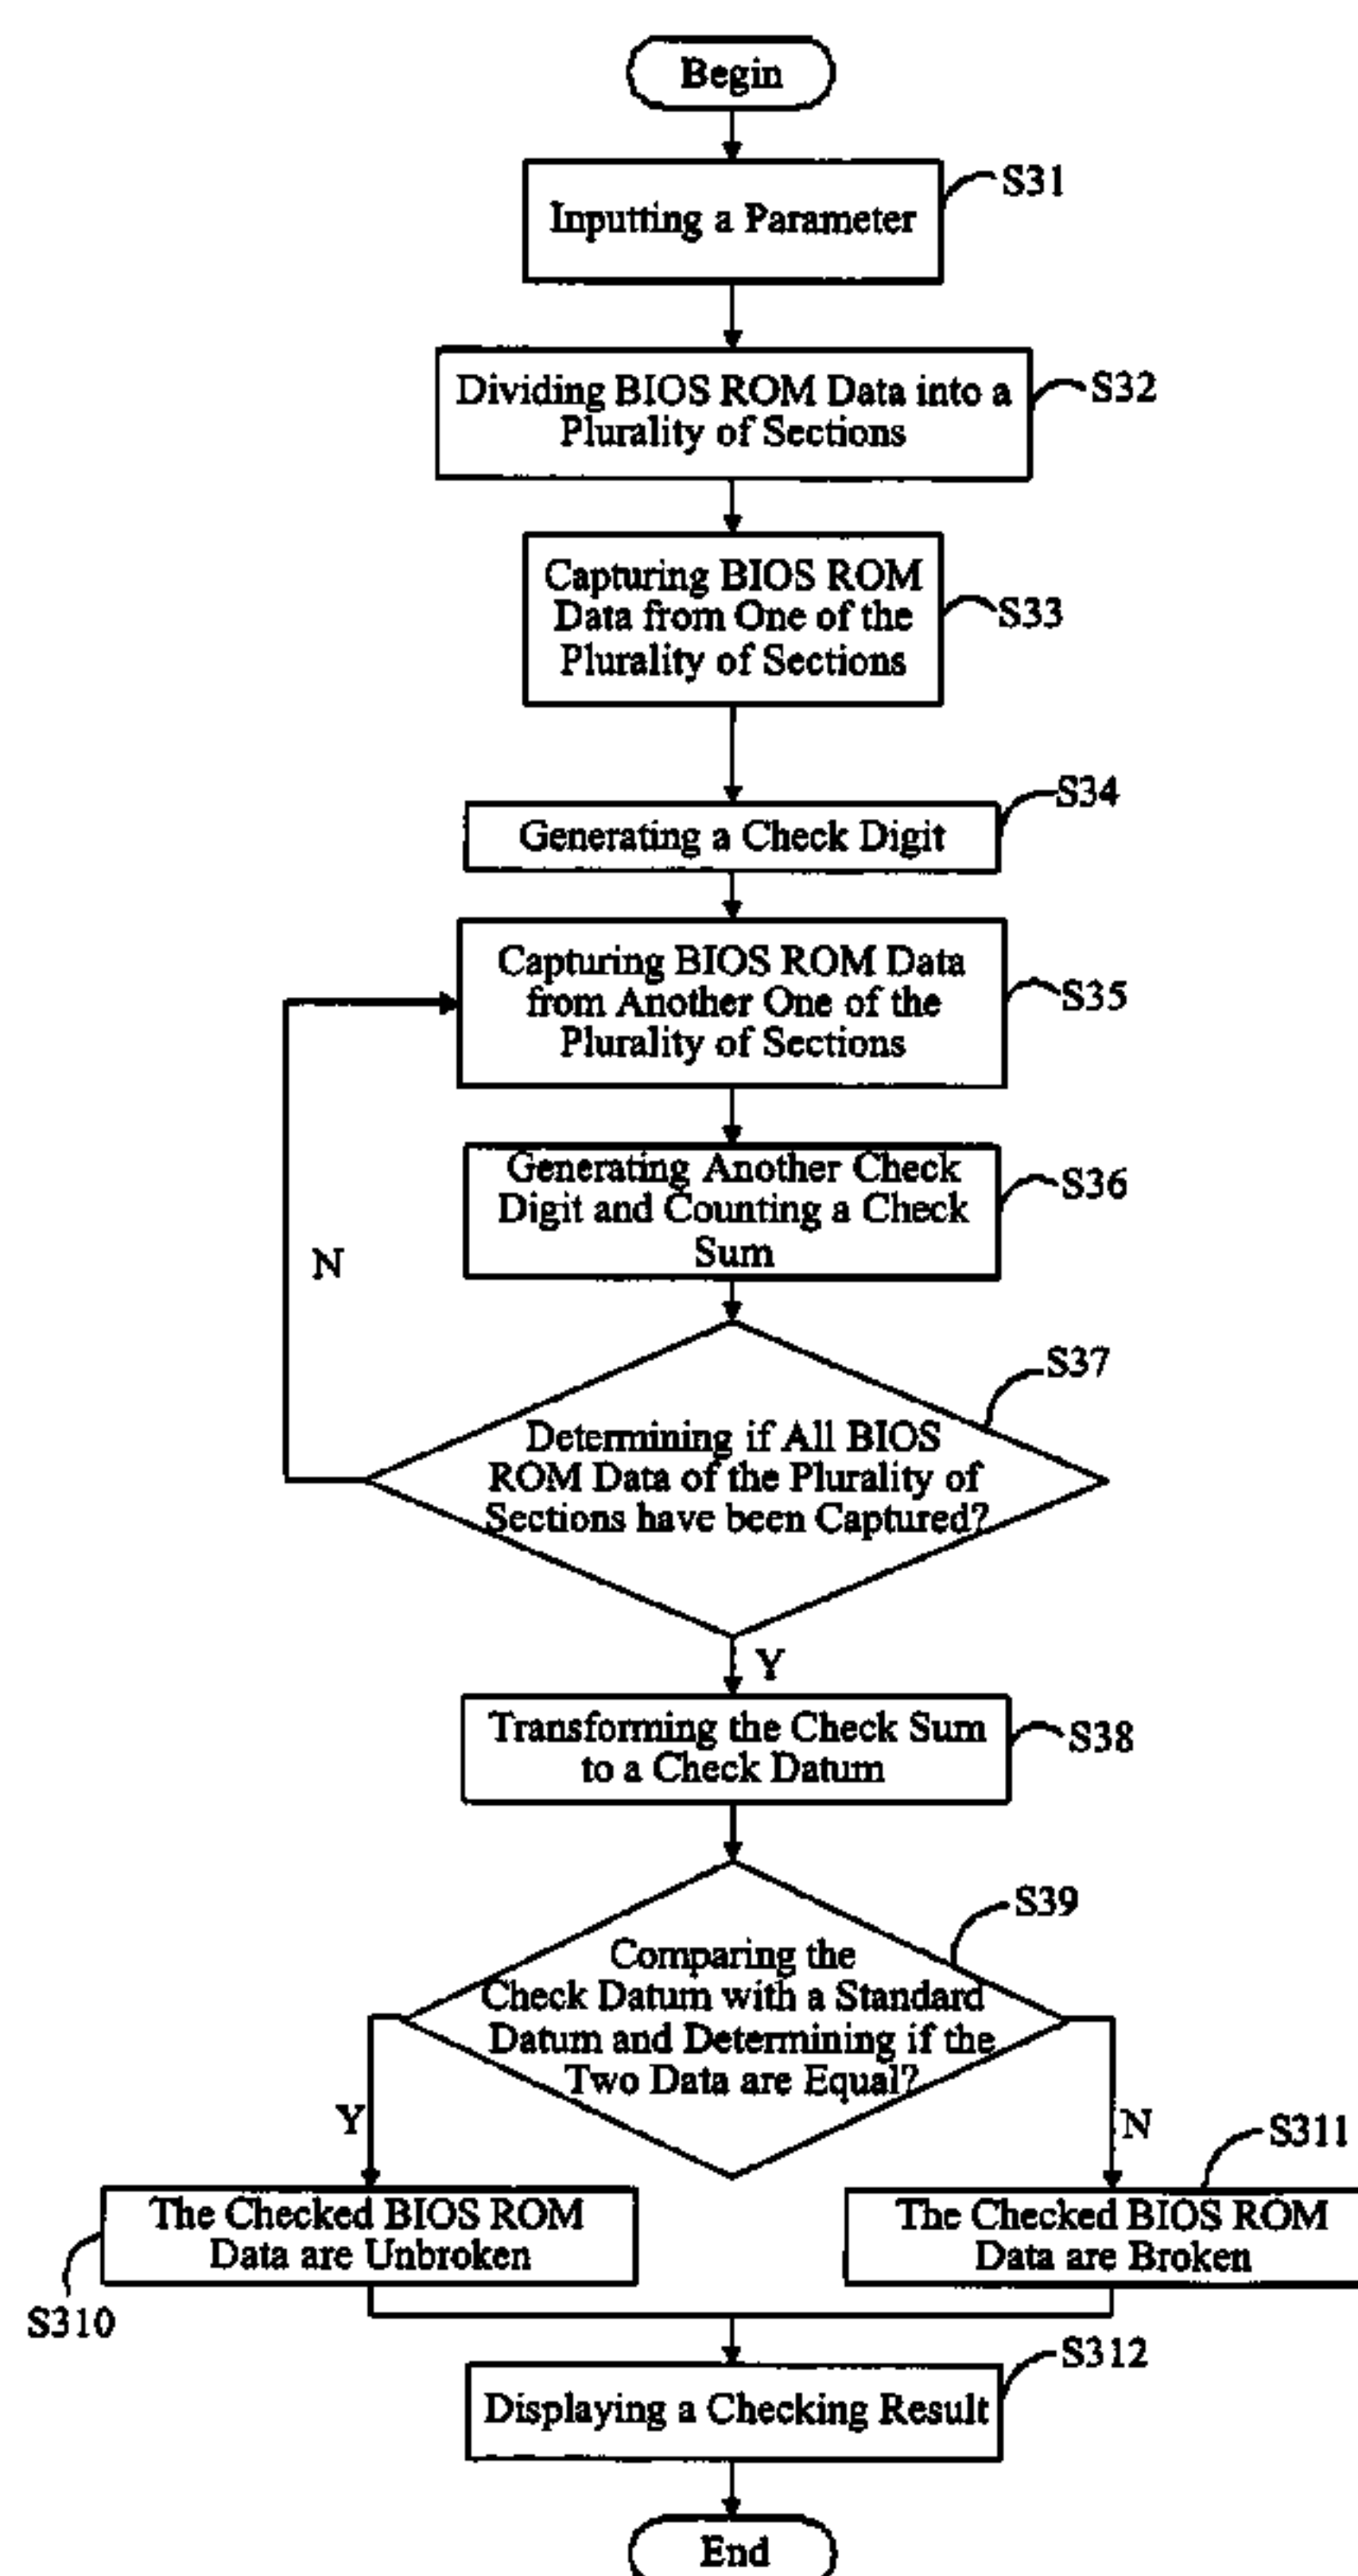 Begin
Inputting a Parameter
S31
Dividing BIOS ROM Data into a
Plurality of Sections
S32
Capturing BIOS ROM
Data from One of the
Plurality of Sections
S33
Generating a Check Digit
S34
Capturing BIOS ROM Data
from Another One of the
Plurality of Sections
S35
Generating Another Check
Digit and Counting a Check
Sum
S36
N
Determining if All BIOS
ROM Data of the Plurality of
Sections have been Captured?
S37
Y
Transforming the Check Sum
to a Check Datum
S38
Comparing the
Check Datum with a Standard
Datum and Determining if the
Two Data are Equal?
S39
Y
N
The Checked BIOS ROM
Data are Unbroken
S310
The Checked BIOS ROM
Data are Broken
S311
Displaying a Checking Result
S312
End